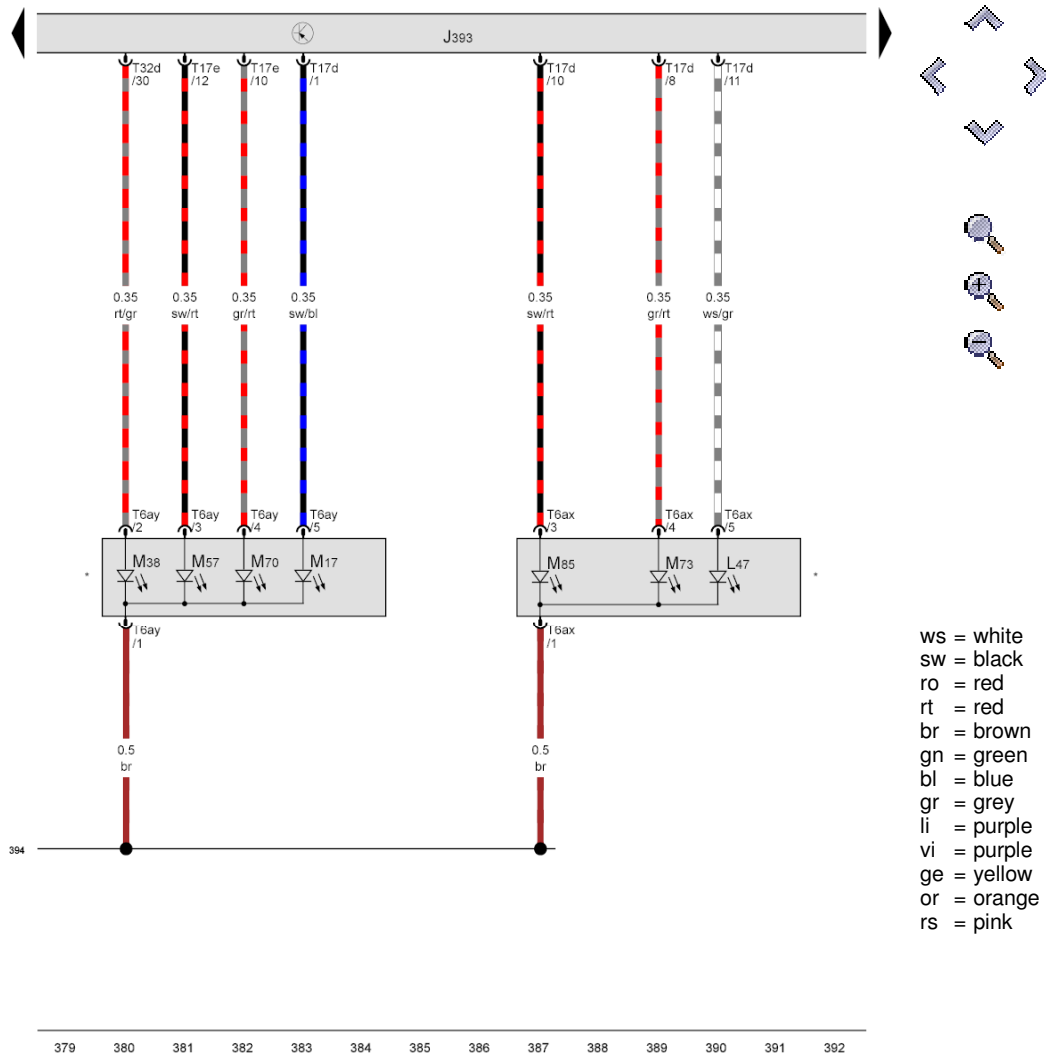 J393
T32d T17e T17e T17d T17d T17d T17d
/30 /12 /10 /1 /10 /8 /11
0.35 0.35 0.35 0.35 0.35 0.35 0.35
rt/gr sw/rt gr/rt sw/bl sw/rt gr/rt ws/gr
T6ay T6ay T6ay T6ay T6ax T6ax T6ax
/2 /3 /4 /5 /3 /4 /5
* M38 M57 M70 M17 M85 M73 L47 *
T6ay T6ax
/1 /1
0.5 0.5
br br
394
379 380 381 382 383 384 385 386 387 388 389 390 391 392
ws = white
sw = black
ro = red
rt = red
br = brown
gn = green
bl = blue
gr = grey
li = purple
vi = purple
ge = yellow
or = orange
rs = pink